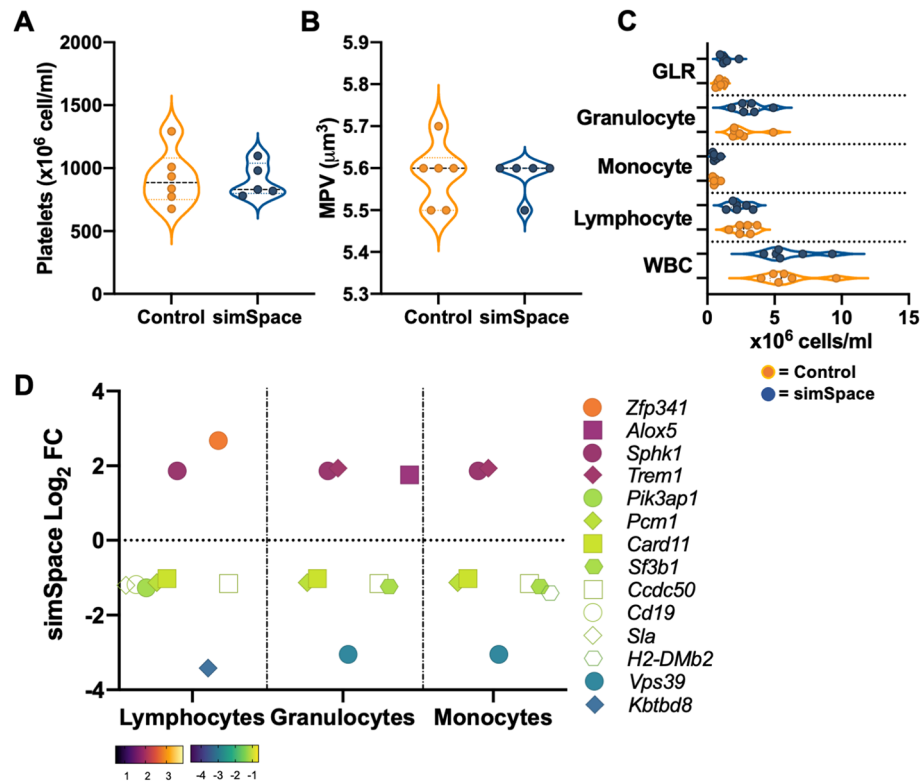 A
Platelets (x10⁶ cell/ml)
2000
1500
1000
500
0
Control simSpace
B
MPV (μm³)
5.9
5.8
5.7
5.6
5.5
5.4
5.3
Control simSpace
C
GLR
Granulocyte
Monocyte
Lymphocyte
WBC
0 5 10 15
x10⁶ cells/ml
= Control
= simSpace
D
simSpace Log₂ FC
4
2
0
-2
-4
Lymphocytes Granulocytes Monocytes
1 2 3
-4 -3 -2 -1
Zfp341
Alox5
Sphk1
Trem1
Pik3ap1
Pcm1
Card11
Sf3b1
Ccdc50
Cd19
Sla
H2-DMb2
Vps39
Kbtbd8